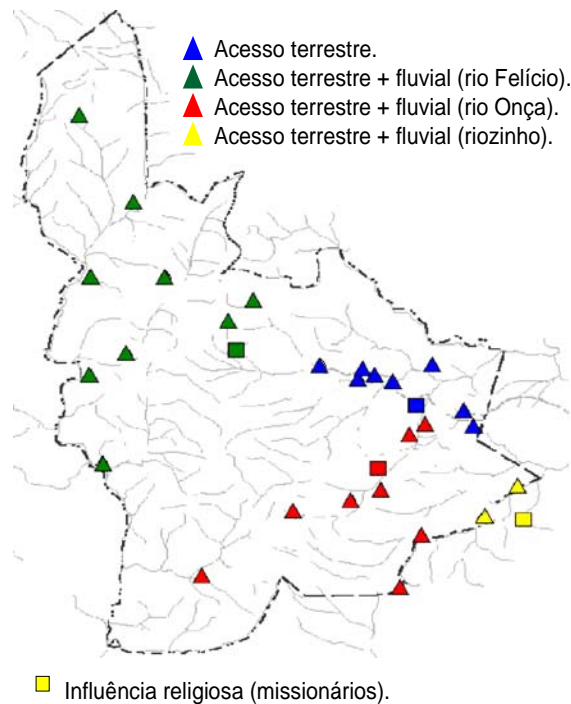 Acesso terrestre.
Acesso terrestre + fluvial (rio Felício).
Acesso terrestre + fluvial (rio Onça).
Acesso terrestre + fluvial (riozinho).
Influência religiosa (missionários).